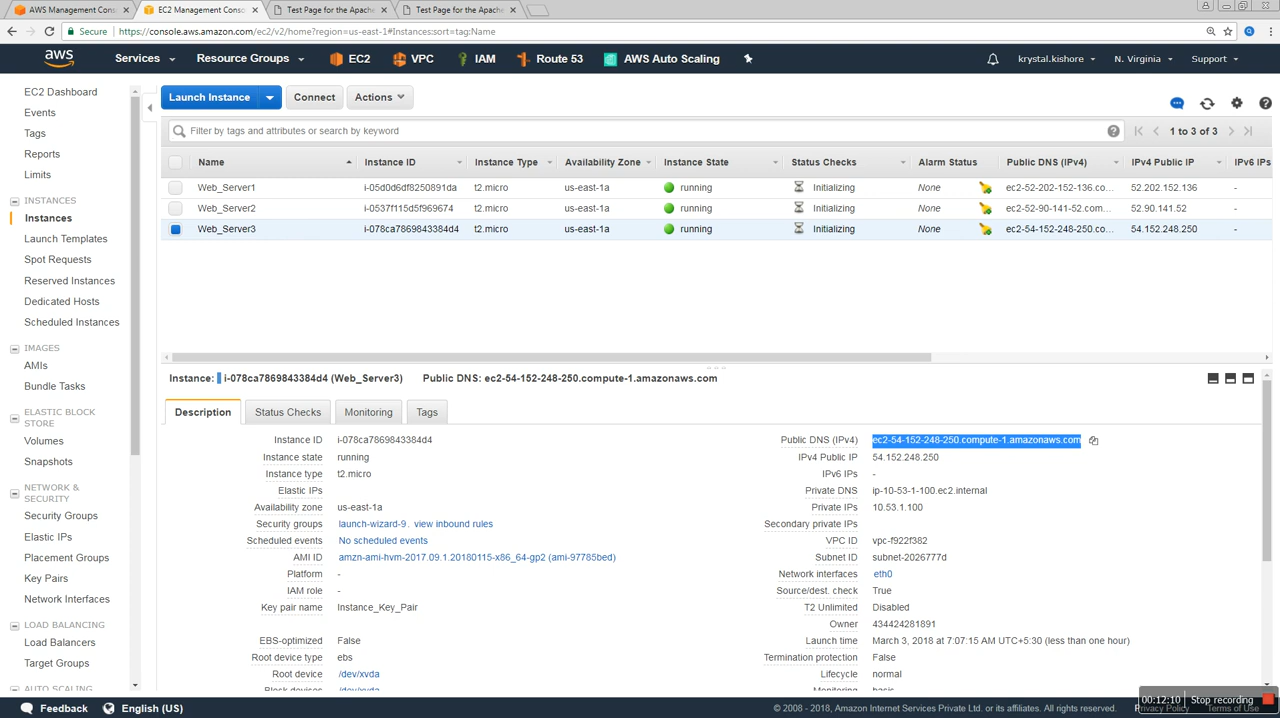 AWS Management Cons
EC2 Management Conso
Test Page for the Apache
Test Page for the Apache
Secure https://console.aws.amazon.com/ec2/v2/home?region=us-east-1#Instances:sort=tag:Name
aws Services Resource Groups EC2 VPC IAM Route 53 AWS Auto Scaling krystal.kishore N. Virginia Support
EC2 Dashboard
Events
Tags
Reports
Limits
INSTANCES
Instances
Launch Templates
Spot Requests
Reserved Instances
Dedicated Hosts
Scheduled Instances
IMAGES
AMIs
Bundle Tasks
ELASTIC BLOCK
STORE
Volumes
Snapshots
NETWORK &
SECURITY
Security Groups
Elastic IPs
Placement Groups
Key Pairs
Network Interfaces
LOAD BALANCING
Load Balancers
Target Groups
AUTO SCALING
Launch Instance Connect Actions
Filter by tags and attributes or search by keyword 1 to 3 of 3
Name Instance ID Instance Type Availability Zone Instance State Status Checks Alarm Status Public DNS (IPv4) IPv4 Public IP IPv6 IPs
Web_Server1 i-05d0d6df8250891da t2.micro us-east-1a running Initializing None ec2-52-202-152-136.co... 52.202.152.136 -
Web_Server2 i-0537f115d5f969674 t2.micro us-east-1a running Initializing None ec2-52-90-141-52.com... 52.90.141.52 -
Web_Server3 i-078ca7869843384d4 t2.micro us-east-1a running Initializing None ec2-54-152-248-250.co... 54.152.248.250 -
Instance: i-078ca7869843384d4 (Web_Server3) Public DNS: ec2-54-152-248-250.compute-1.amazonaws.com
Description Status Checks Monitoring Tags
Instance ID i-078ca7869843384d4 Public DNS (IPv4) ec2-54-152-248-250.compute-1.amazonaws.com
Instance state running IPv4 Public IP 54.152.248.250
Instance type t2.micro IPv6 IPs -
Elastic IPs Private DNS ip-10-53-1-100.ec2.internal
Availability zone us-east-1a Private IPs 10.53.1.100
Security groups launch-wizard-9. view inbound rules Secondary private IPs
Scheduled events No scheduled events VPC ID vpc-f922f382
AMI ID amzn-ami-hvm-2017.09.1.20180115-x86_64-gp2 (ami-97785bed) Subnet ID subnet-2026777d
Platform - Network interfaces eth0
IAM role - Source/dest. check True
Key pair name Instance_Key_Pair T2 Unlimited Disabled
Owner 434424281891
EBS-optimized False Launch time March 3, 2018 at 7:07:15 AM UTC+5:30 (less than one hour)
Root device type ebs Termination protection False
Root device /dev/xvda Lifecycle normal
Block devices /dev/xvda Monitoring basic
00:12:10 Stop recording
Feedback English (US) © 2008 - 2018, Amazon Internet Services Private Ltd. or its affiliates. All rights reserved. Privacy Policy Terms of Use